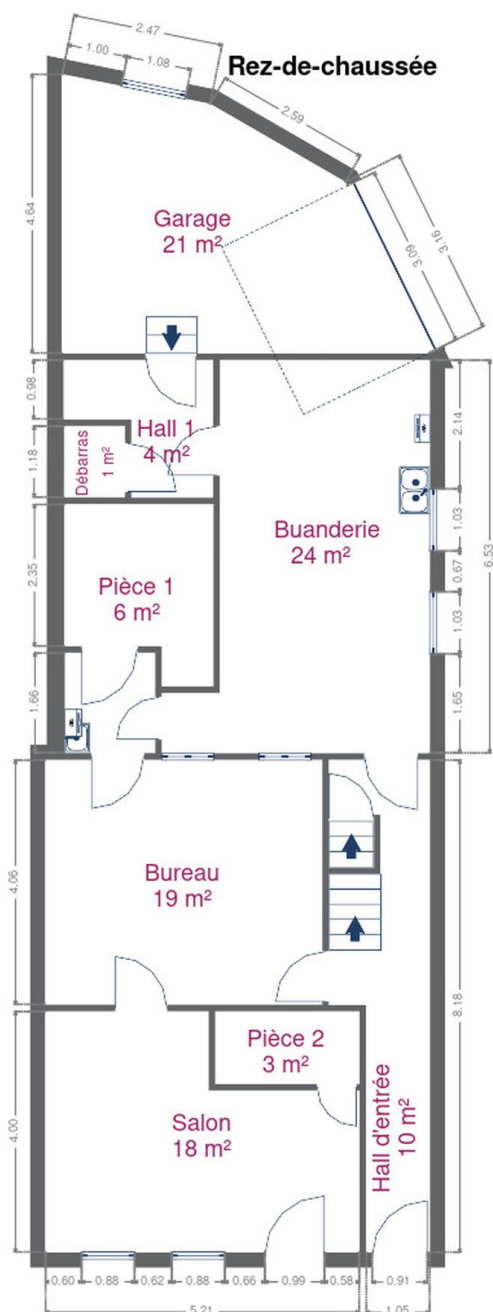 Rez-de-chaussée
2.47
1.00
1.08
2.59
3.16
3.09
4.64
Garage
21 m²
0.98
Hall 1
4 m²
2.14
1.18
Débarras
1 m²
1.03
Buanderie
24 m²
6.53
0.67
2.35
Pièce 1
6 m²
1.03
1.66
1.65
4.06
Bureau
19 m²
8.18
Pièce 2
3 m²
4.00
Salon
18 m²
Hall d'entrée
10 m²
0.60
0.88
0.62
0.88
0.66
0.99
0.58
0.91
5.21
1.05